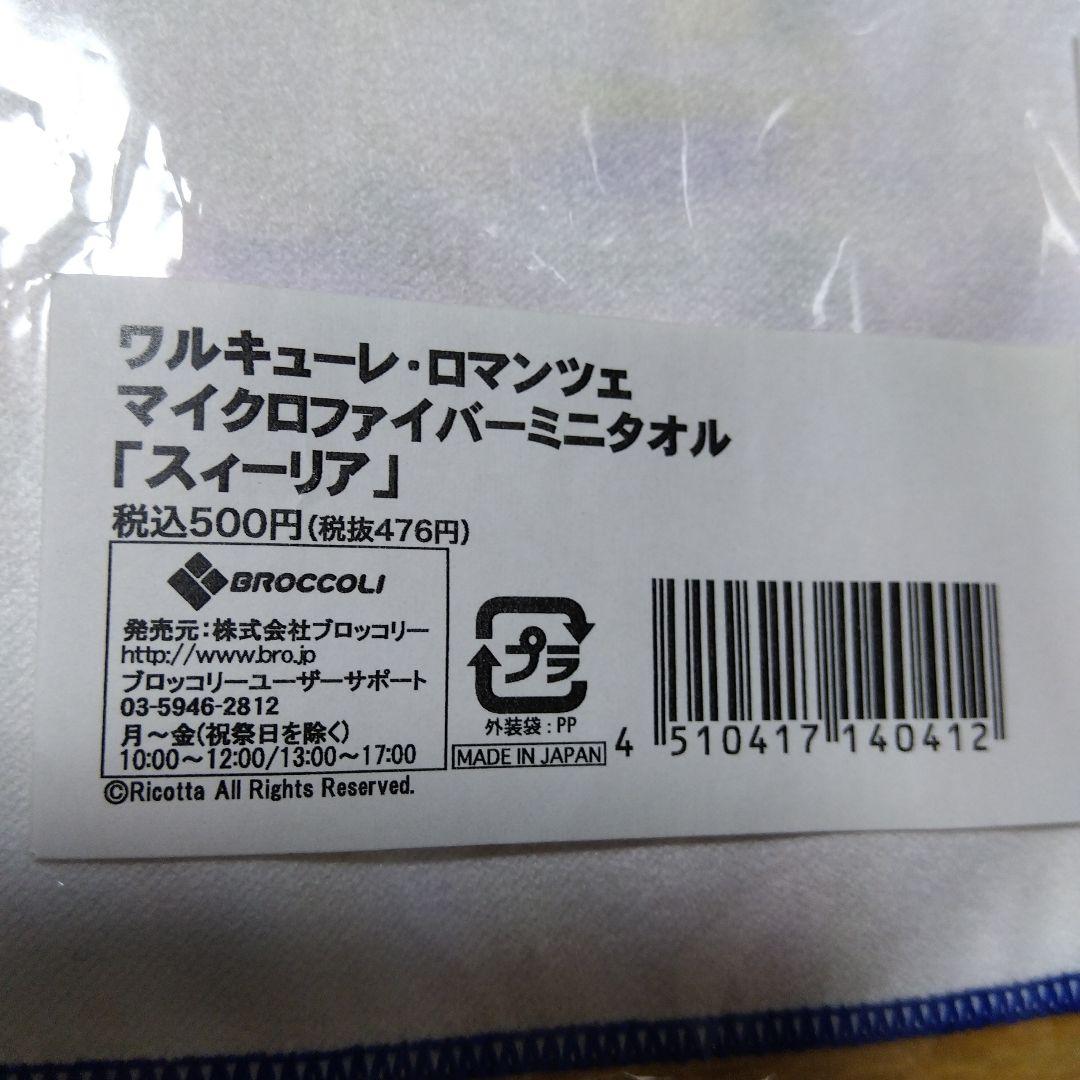 ワルキューレ・ロマンツェ
マイクロファイバーミニタオル
「スィーリア」
税込500円(税抜476円)
BROCCOLI
発売元:株式会社ブロッコリー
http://www.bro.jp
ブロッコリーユーザーサポート
03-5946-2812
月～金(祝祭日を除く)
10:00～12:00/13:00～17:00
©Ricotta All Rights Reserved.
プラ
外装袋:PP
MADE IN JAPAN
4 510417 140412